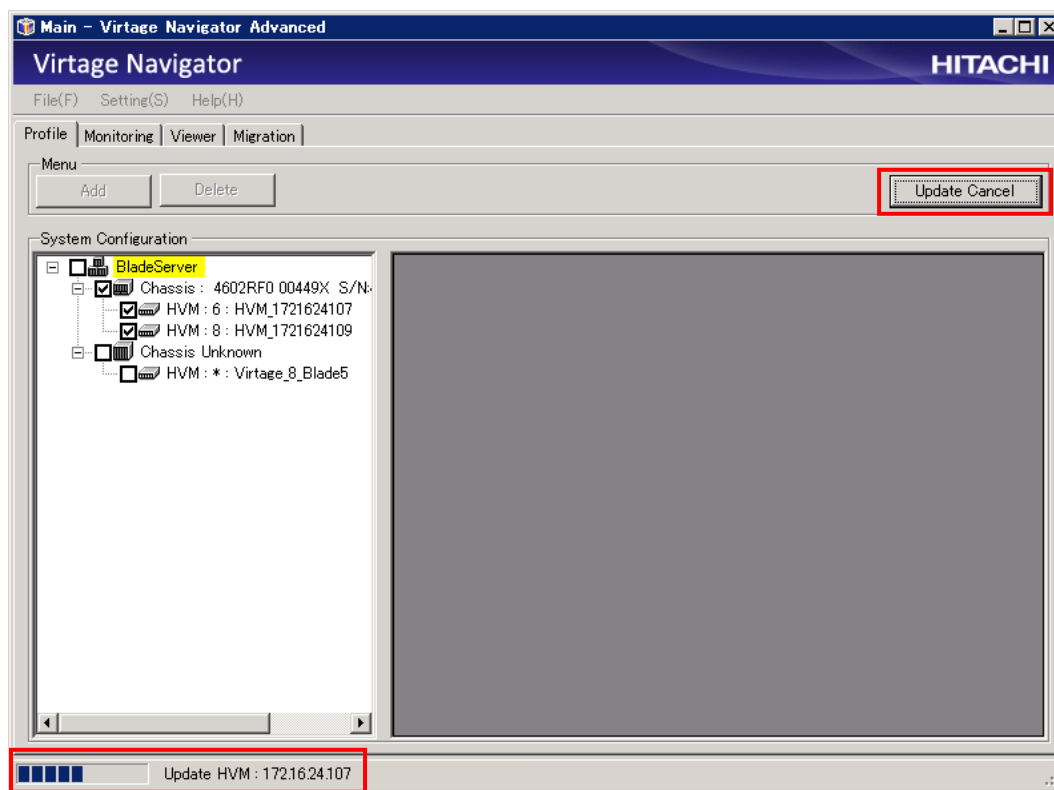 Main - Virtage Navigator Advanced
Virtage Navigator
HITACHI
File(F) Setting(S) Help(H)
Profile Monitoring Viewer Migration
Menu
Add Delete Update Cancel
System Configuration
BladeServer
Chassis : 4602RF0 00449X S/N:
HVM : 6 : HVM_1721624107
HVM : 8 : HVM_1721624109
Chassis Unknown
HVM : * : Virtage_8_Blade5
Update HVM : 172.16.24.107